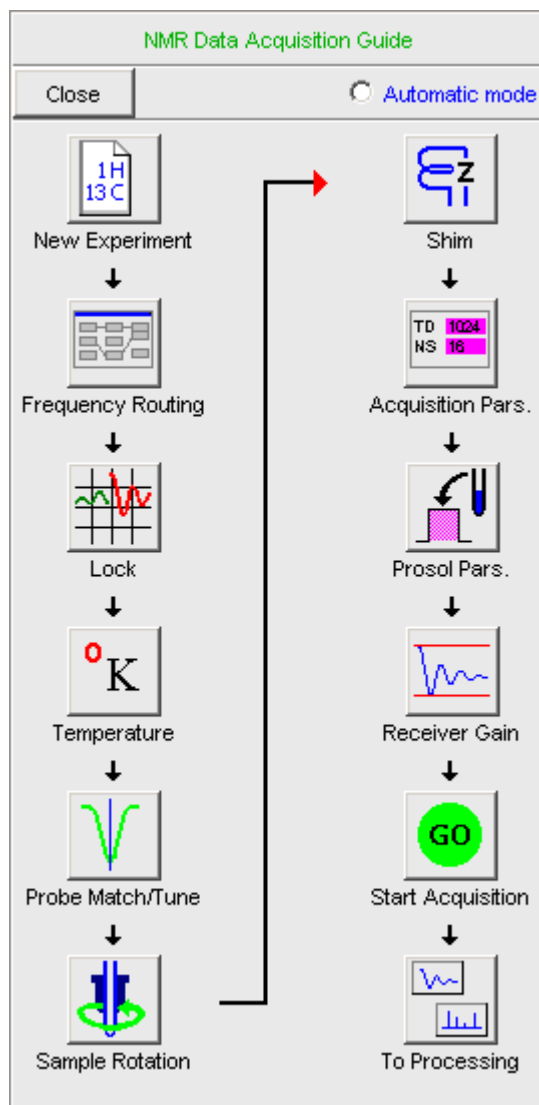 NMR Data Acquisition Guide
Close
Automatic mode
1H
13C
New Experiment
Frequency Routing
Lock
°K
Temperature
Probe Match/Tune
Sample Rotation
Z
Shim
TD 1024
NS 16
Acquisition Pars.
Prosol Pars.
Receiver Gain
GO
Start Acquisition
To Processing